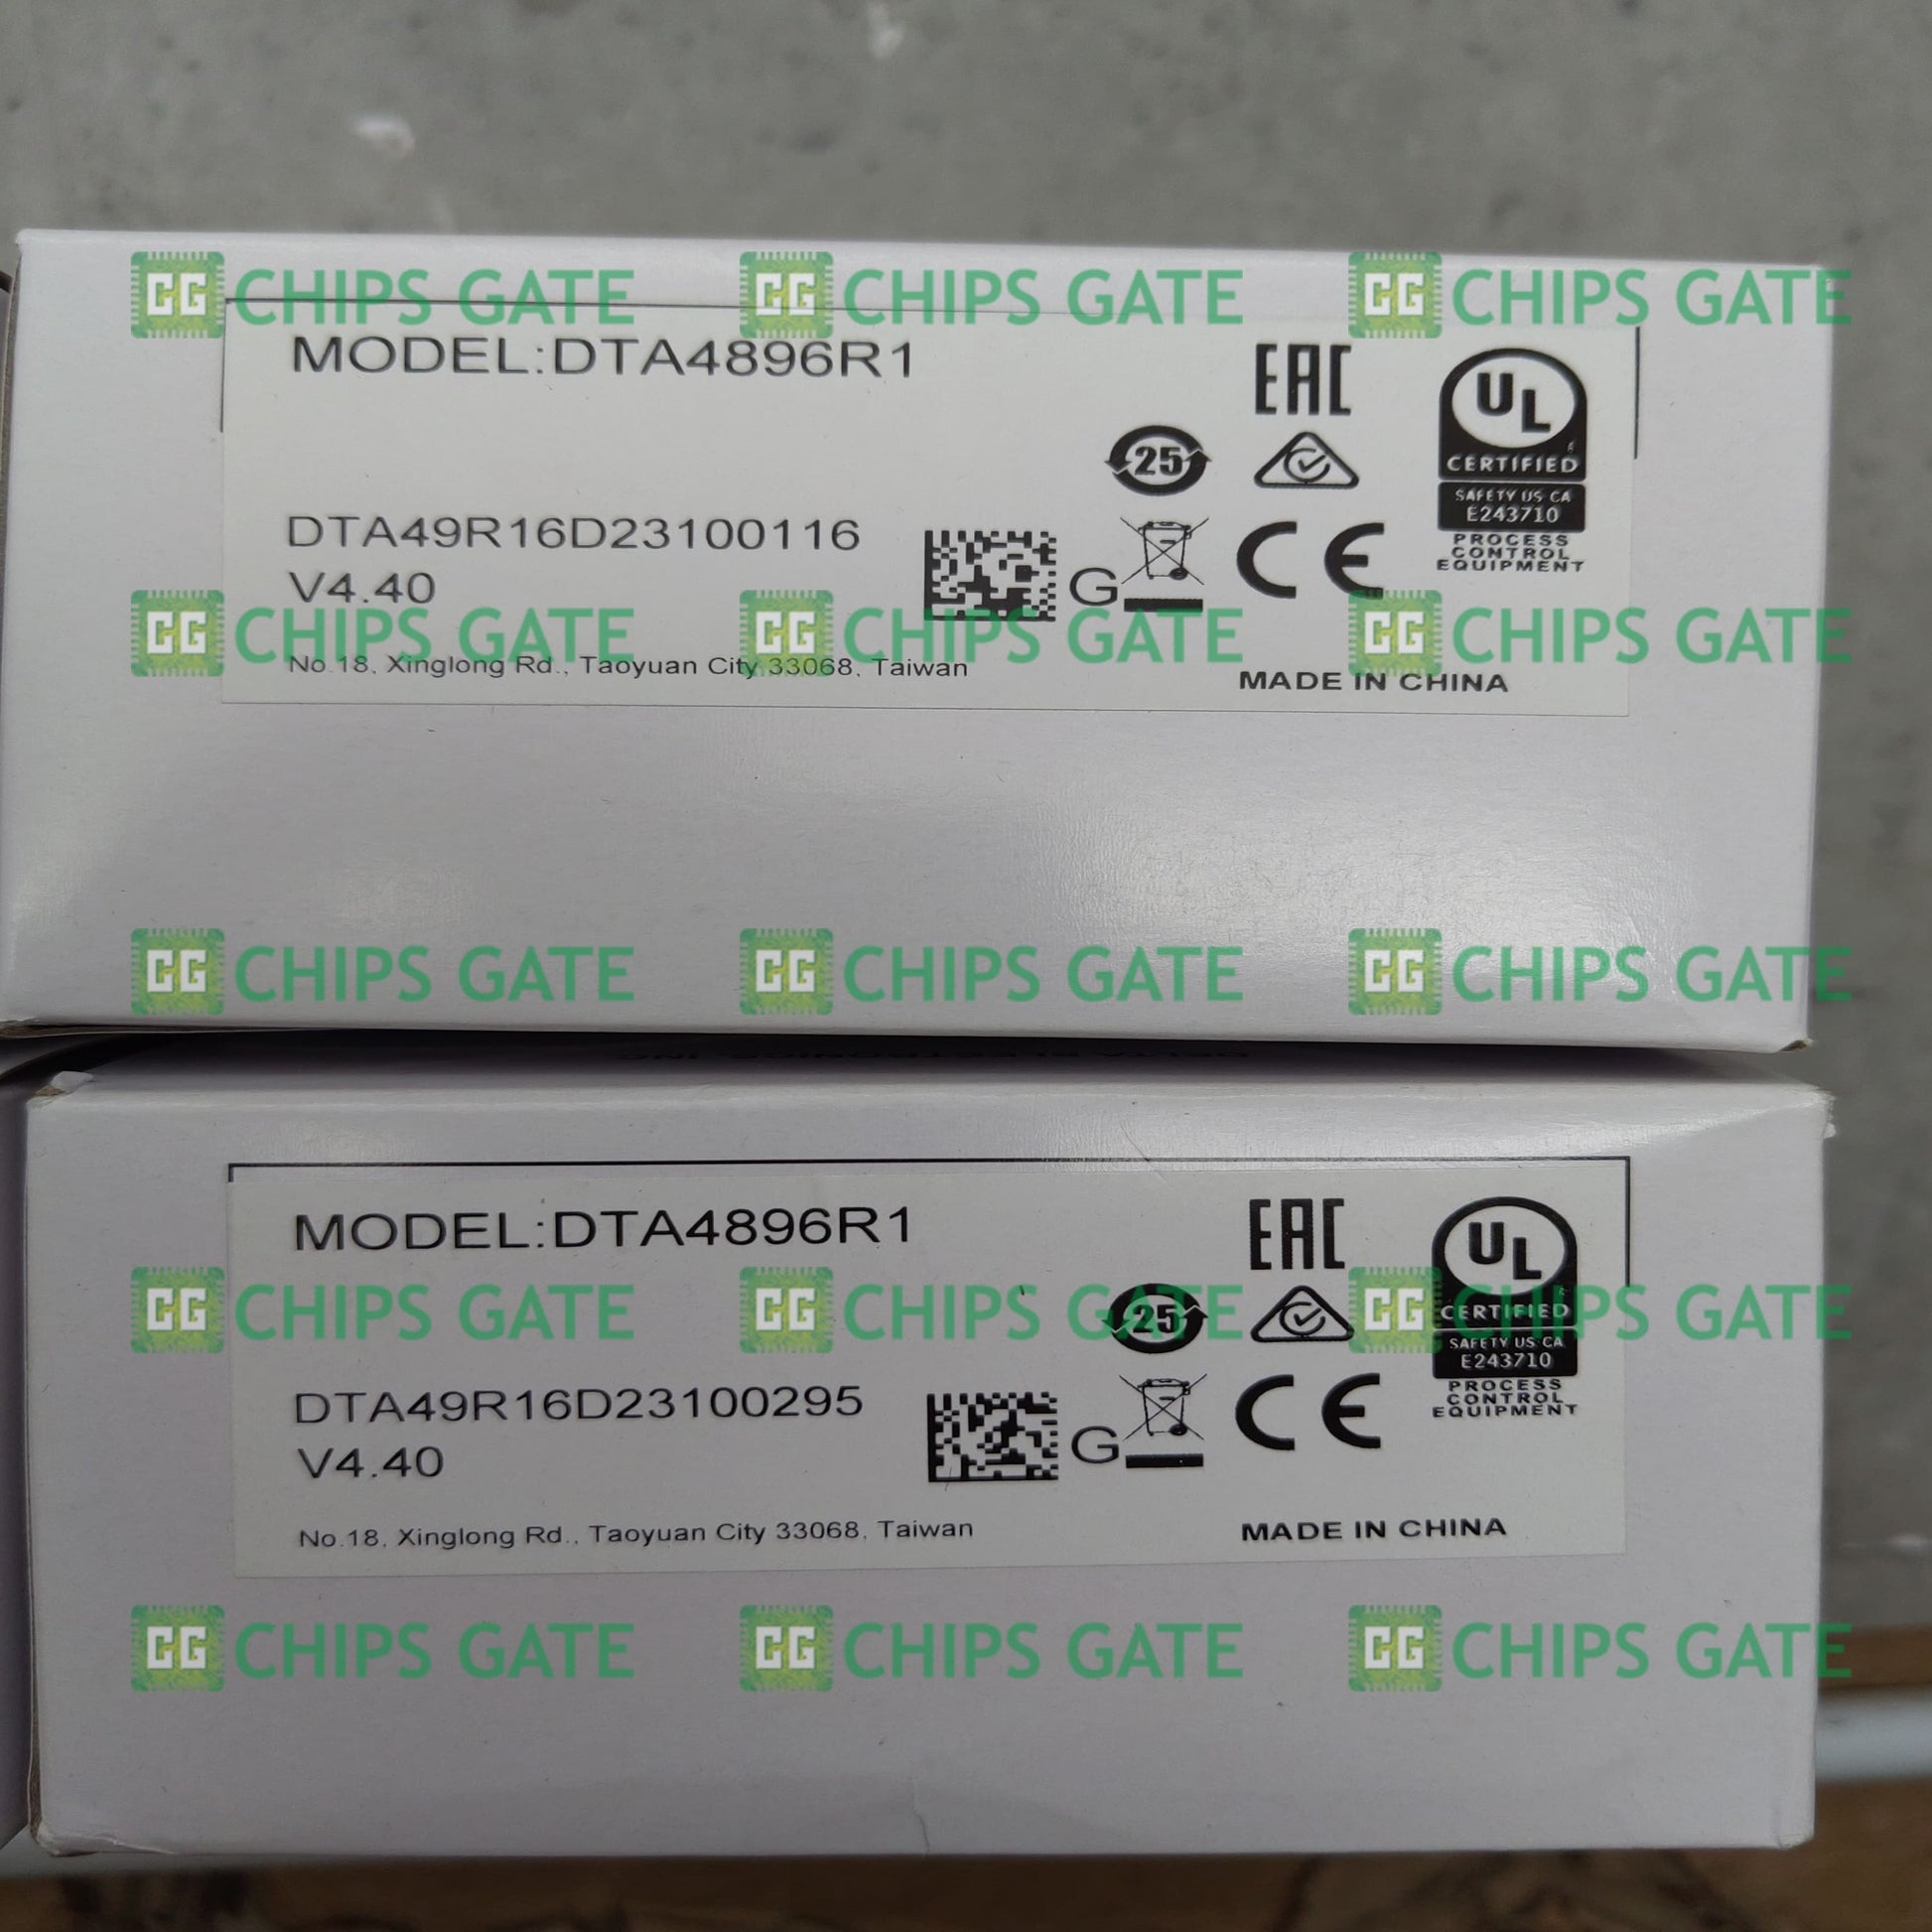 CG CHIPS GATE CG CHIPS GATE CG CHIPS GATE
MODEL:DTA4896R1
EAC
UL
25
CERTIFIED
SAFETY US CA
E243710
DTA49R16D23100116
PROCESS
CONTROL
EQUIPMENT
CE
V4.40
G
CG CHIPS GATE CG CHIPS GATE CG CHIPS GATE
No.18, Xinglong Rd., Taoyuan City 33068, Taiwan
MADE IN CHINA
CG CHIPS GATE CG CHIPS GATE CG CHIPS GATE
DELTA ELECTRONICS, INC
MODEL:DTA4896R1
EAC
UL
CG CHIPS GATE CG CHIPS GATE CG CHIPS GATE
25
CERTIFIED
SAFETY US CA
E243710
DTA49R16D23100295
PROCESS
CONTROL
EQUIPMENT
CE
V4.40
G
No.18, Xinglong Rd., Taoyuan City 33068, Taiwan
MADE IN CHINA
CG CHIPS GATE CG CHIPS GATE CG CHIPS GATE